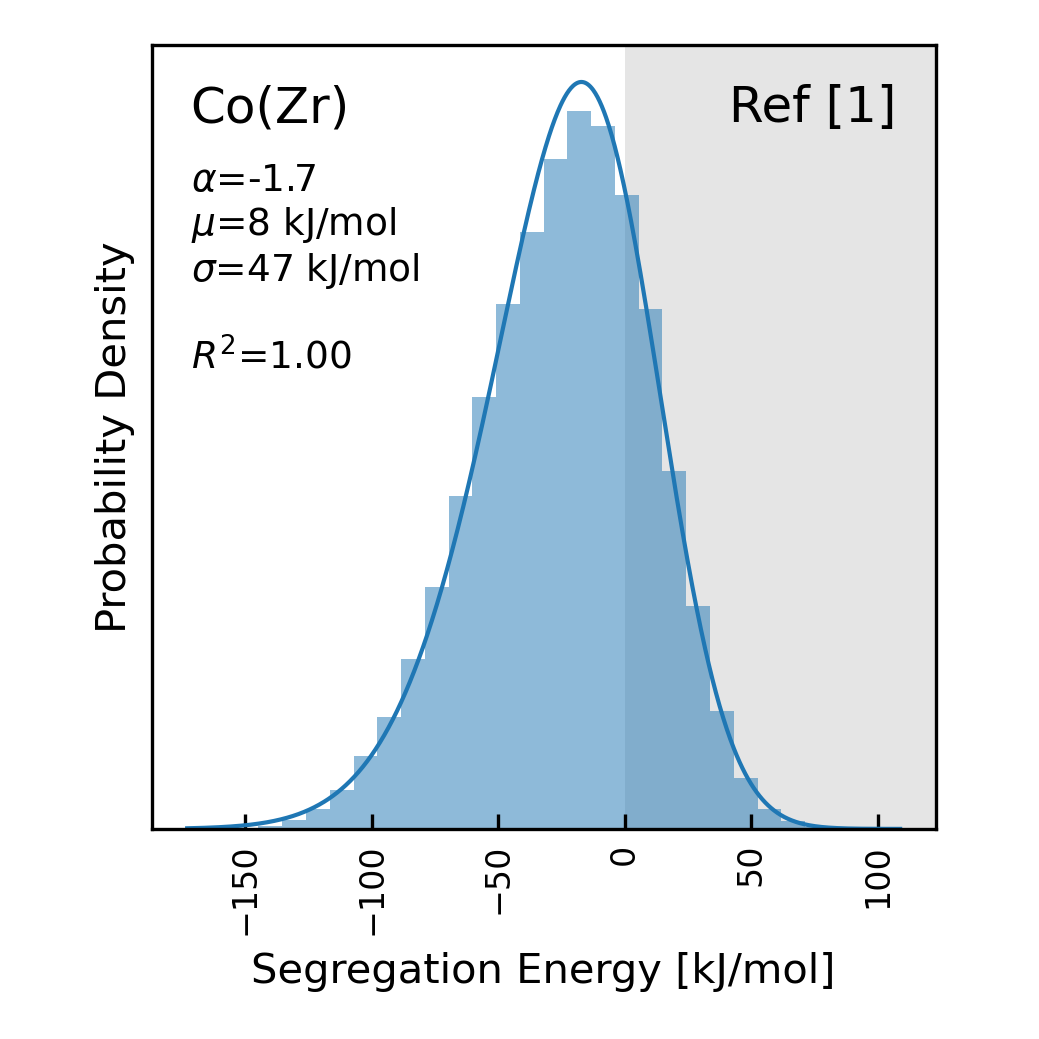 Co(Zr)
Ref [1]
α=-1.7
μ=8 kJ/mol
σ=47 kJ/mol
R²=1.00
Probability Density
−150
−100
−50
0
50
100
Segregation Energy [kJ/mol]